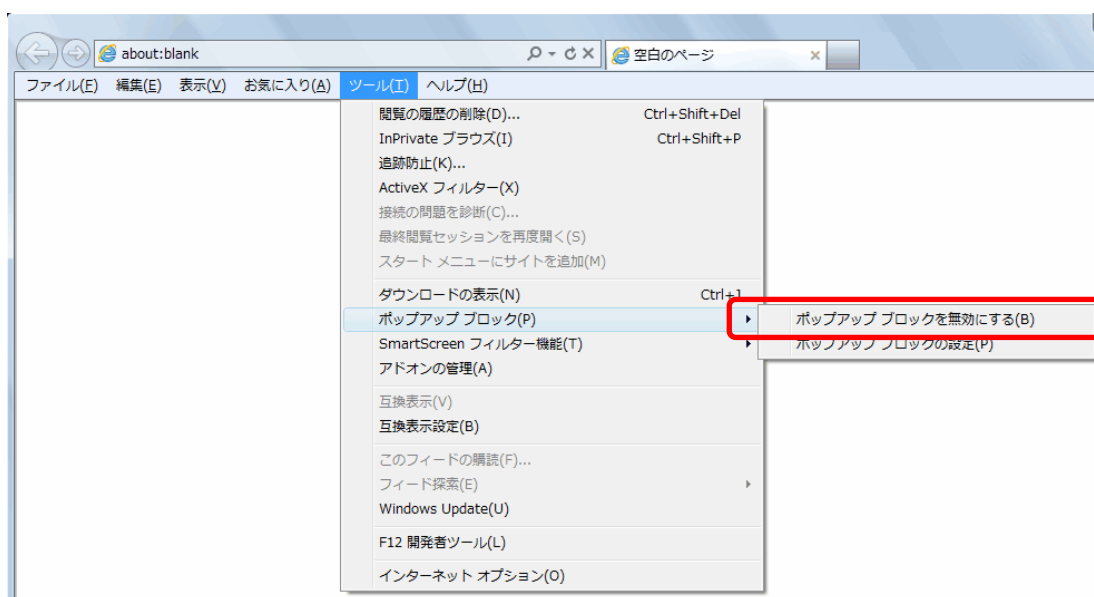 about:blank
空白のページ
ファイル(F) 編集(E) 表示(V) お気に入り(A) ツール(T) ヘルプ(H)
閲覧の履歴の削除(D)... Ctrl+Shift+Del
InPrivate ブラウズ(I) Ctrl+Shift+P
追跡防止(K)...
ActiveX フィルター(X)
接続の問題を診断(C)...
最終閲覧セッションを再度開く(S)
スタート メニューにサイトを追加(M)
ダウンロードの表示(N) Ctrl+J
ポップアップ ブロック(P)
ポップアップ ブロックを無効にする(B)
SmartScreen フィルター機能(T)
ポップアップ ブロックの設定(P)
アドオンの管理(A)
互換表示(V)
互換表示設定(B)
このフィードの購読(F)...
フィード探索(E)
Windows Update(U)
F12 開発者ツール(L)
インターネット オプション(O)